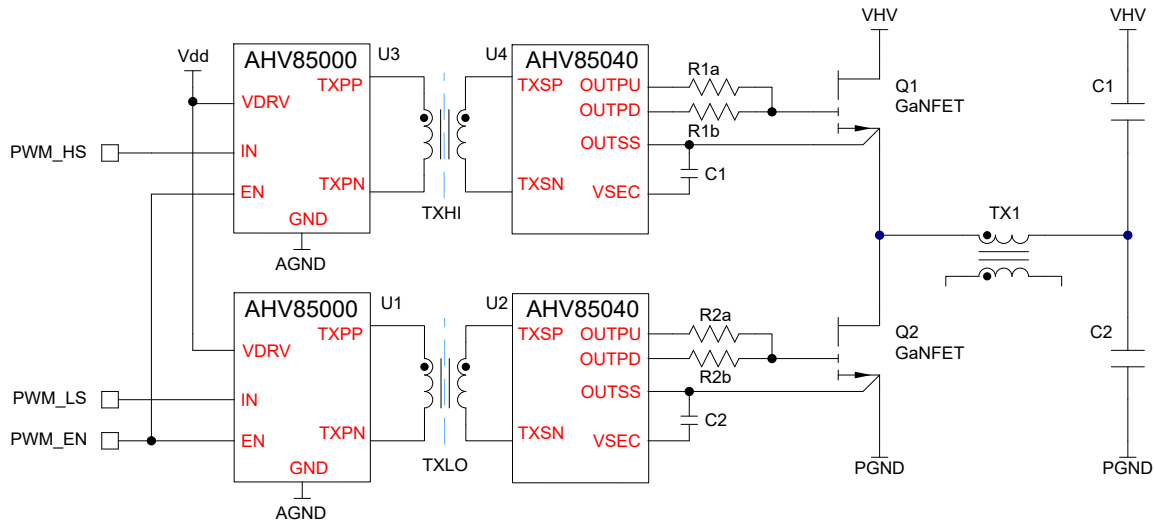 VHV
VHV
AHV85000
U3
U4
AHV85040
Vdd
TXPP
TXSP
OUTPU
R1a
Q1
GaNFET
C1
VDRV
OUTPD
R1b
PWM_HS
IN
OUTSS
EN
TXPN
TXSN
VSEC
C1
GND
TXHI
TX1
AGND
AHV85000
U1
U2
AHV85040
TXPP
TXSP
OUTPU
R2a
Q2
GaNFET
C2
VDRV
OUTPD
R2b
PWM_LS
IN
OUTSS
PWM_EN
EN
TXPN
TXSN
VSEC
C2
GND
TXLO
PGND
PGND
AGND